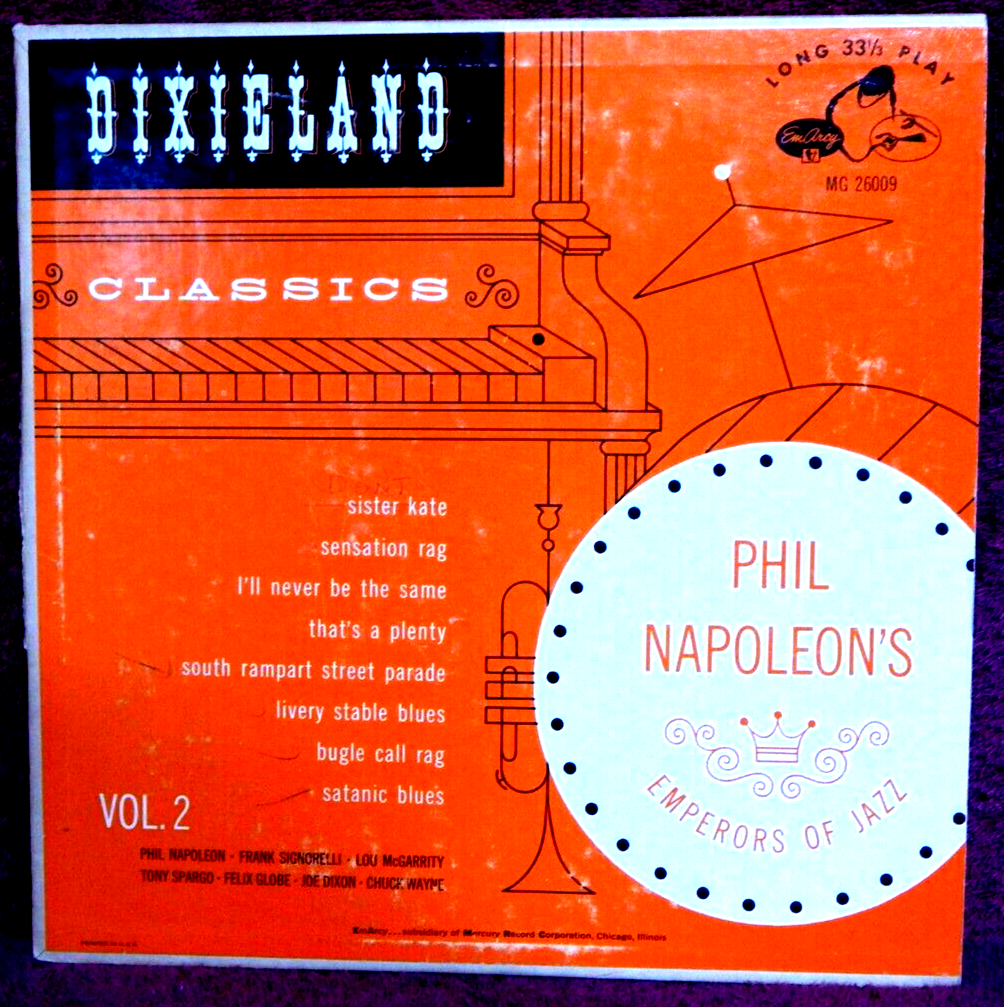 DIXIELAND
LONG 33⅓ PLAY
EmArcy
MG 26009
CLASSICS
sister kate
sensation rag
I'll never be the same
that's a plenty
south rampart street parade
livery stable blues
bugle call rag
satanic blues
VOL. 2
PHIL NAPOLEON · FRANK SIGNORELLI · LOU McGARRITY
TONY SPARGO · FELIX GLOBE · JOE DIXON · CHUCK WAYNE
PHIL
NAPOLEON'S
EMPERORS OF JAZZ
EmArcy...subsidiary of Mercury Record Corporation, Chicago, Illinois
PRINTED IN U.S.A.